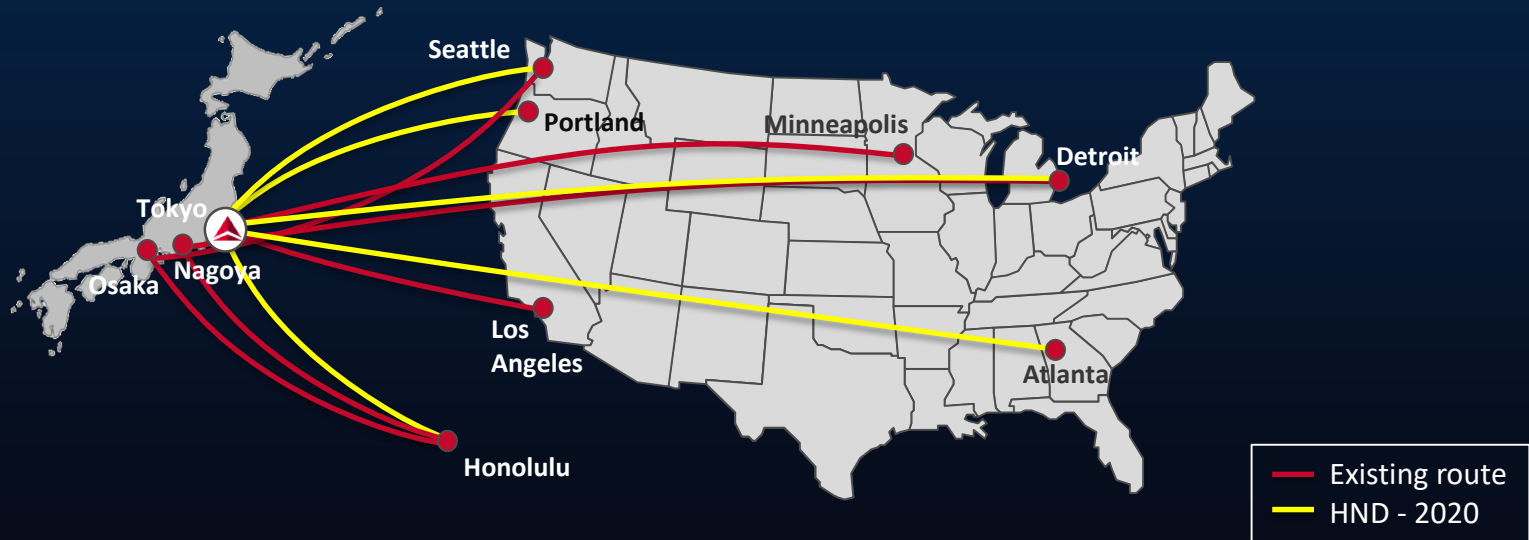 Seattle
Portland
Minneapolis
Detroit
Tokyo
Nagoya
Osaka
Los
Angeles
Atlanta
Honolulu
Existing route
HND - 2020